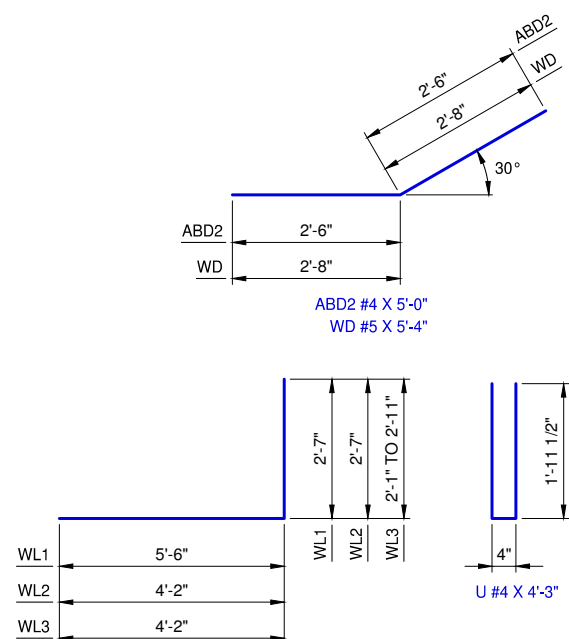 ABD2
WD
2'-6"
2'-8"
30°
ABD2 2'-6"
WD 2'-8"
ABD2 #4 X 5'-0"
WD #5 X 5'-4"
2'-7"
2'-7"
2'-1" TO 2'-11"
1'-11 1/2"
WL1
WL2
WL3
WL1 5'-6"
WL2 4'-2"
WL3 4'-2"
4"
U #4 X 4'-3"